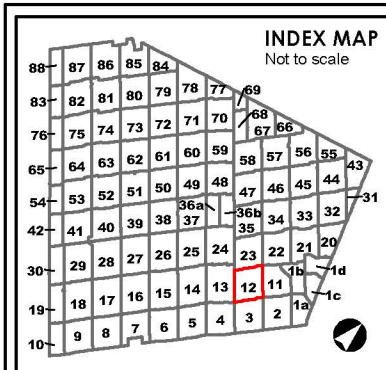 INDEX MAP
Not to scale
88 87 86 85 84
83 82 81 80 79 78 77 69
76 75 74 73 72 71 70 68 67 66
65 64 63 62 61 60 59 58 57 56 55 43
54 53 52 51 50 49 48 47 46 45 44 31
42 41 40 39 38 37 36a 36b 35 34 33 32
30 29 28 27 26 25 24 23 22 21 20
19 18 17 16 15 14 13 12 11 1b 1d 1c
10 9 8 7 6 5 4 3 2 1a